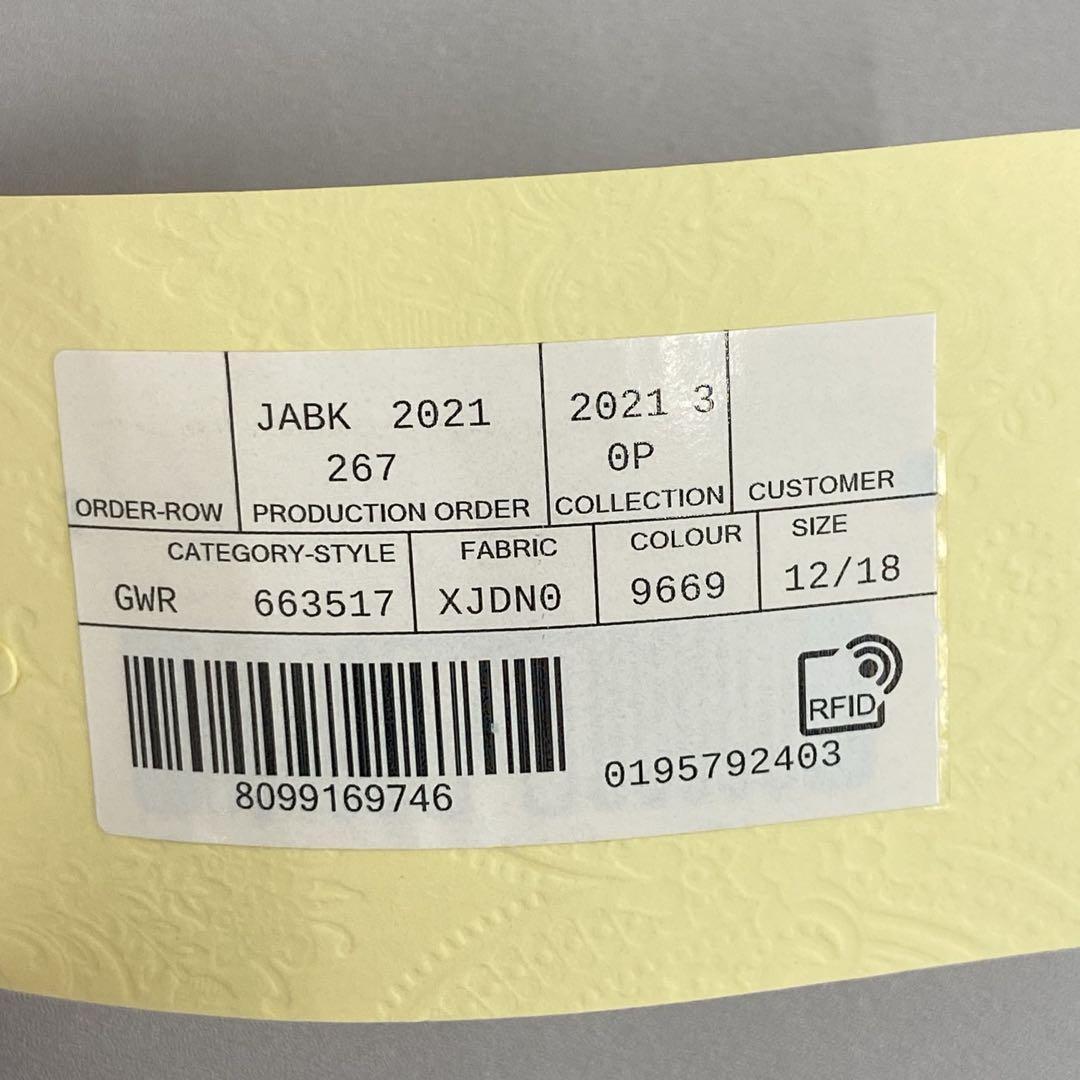 JABK 2021
267
2021 3
0P
ORDER-ROW
PRODUCTION ORDER
COLLECTION
CUSTOMER
CATEGORY-STYLE
FABRIC
COLOUR
SIZE
GWR 663517
XJDN0
9669
12/18
RFID
8099169746
0195792403